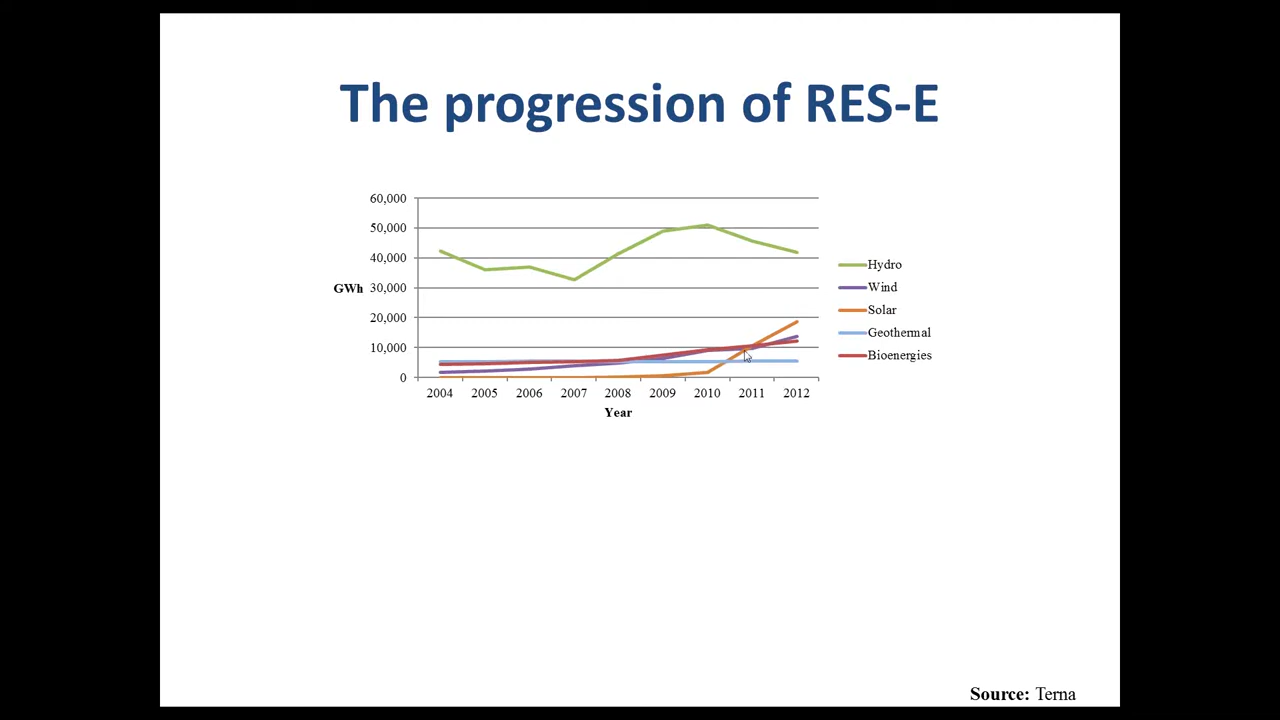 The progression of RES-E
60,000
50,000
40,000
GWh 30,000
20,000
10,000
0
2004 2005 2006 2007 2008 2009 2010 2011 2012
Year
Hydro
Wind
Solar
Geothermal
Bioenergies
Source: Terna